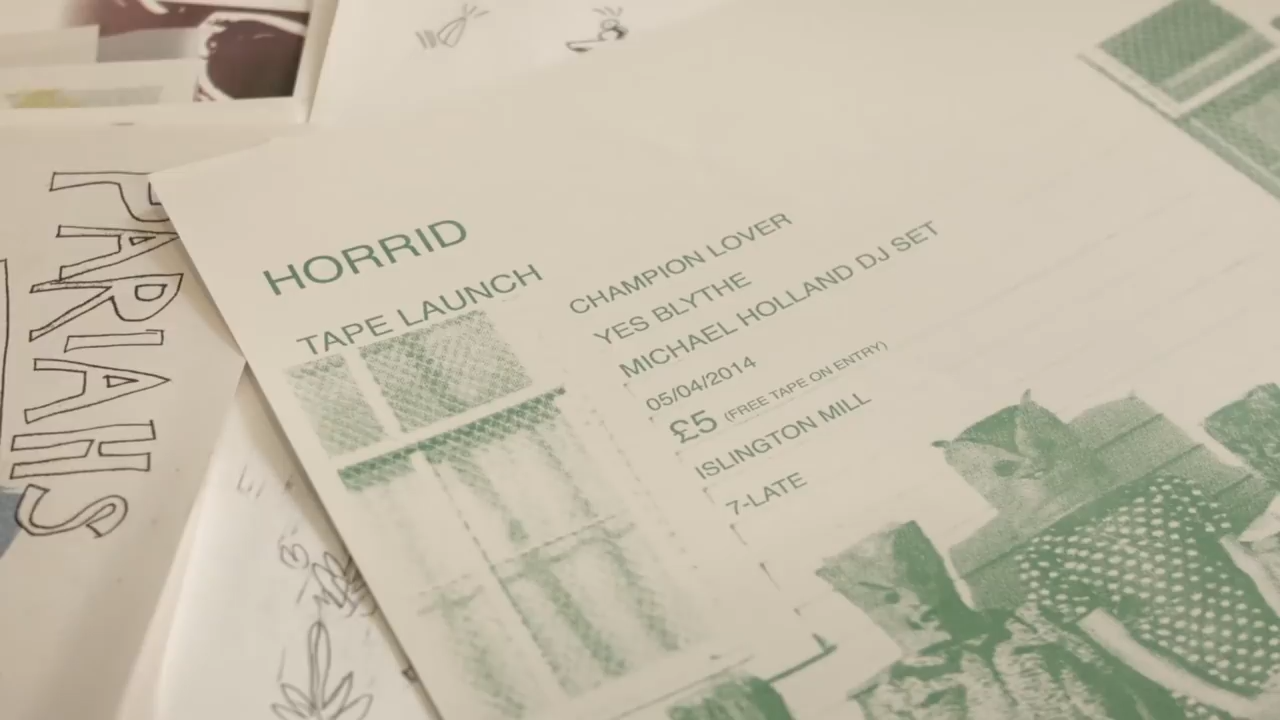 PARIAHS
HORRID
TAPE LAUNCH
CHAMPION LOVER
YES BLYTHE
MICHAEL HOLLAND DJ SET
05/04/2014
£5 (FREE TAPE ON ENTRY)
ISLINGTON MILL
7-LATE